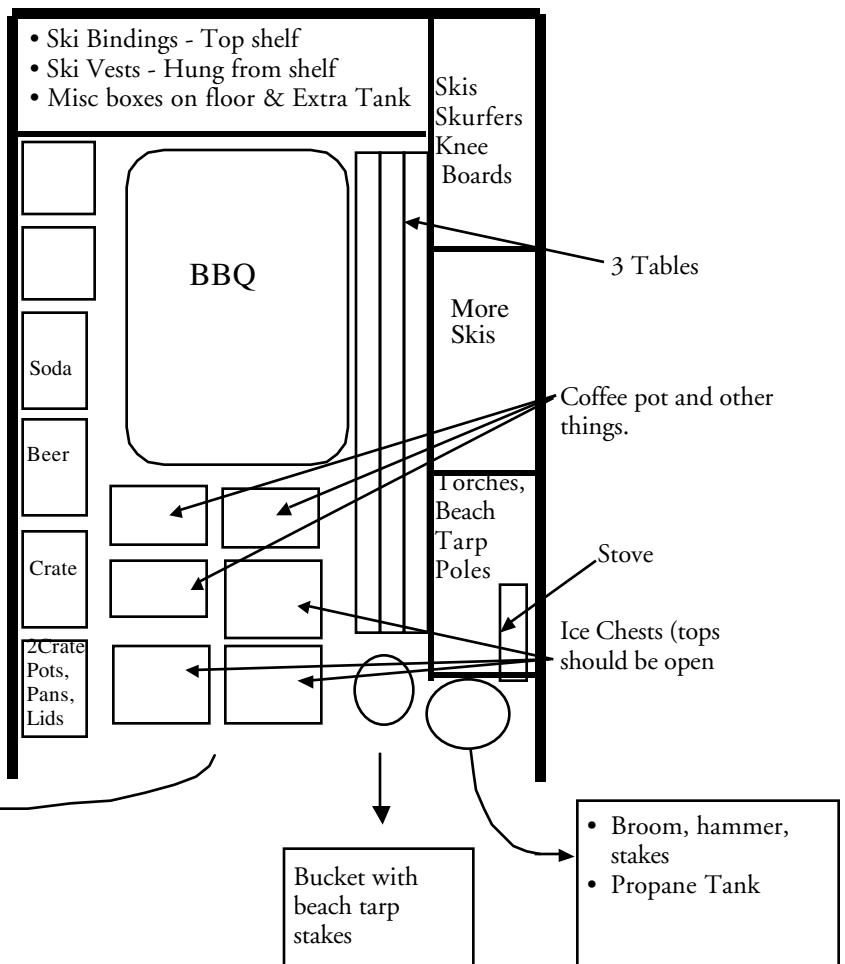 • Ski Bindings - Top shelf
• Ski Vests - Hung from shelf
• Misc boxes on floor & Extra Tank
Skis
Skurfers
Knee
Boards
BBQ
3 Tables
More
Skis
Soda
Coffee pot and other
things.
Beer
Torches,
Beach
Tarp
Poles
Stove
Crate
Ice Chests (tops
should be open
2Crate
Pots,
Pans,
Lids
Bucket with
beach tarp
stakes
• Broom, hammer,
stakes
• Propane Tank